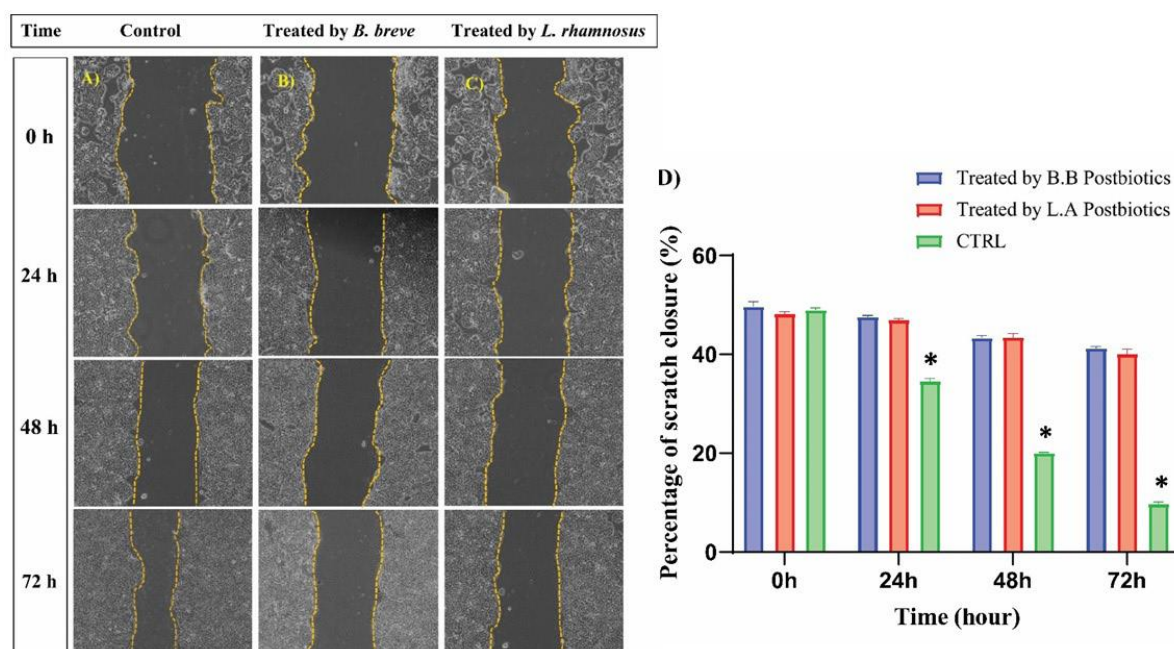 Time Control Treated by B. breve Treated by L. rhamnosus
A) B) C)
0 h
24 h
48 h
72 h
D)
Treated by B.B Postbiotics
Treated by L.A Postbiotics
CTRL
Percentage of scratch closure (%)
60
40
20
0
*
*
*
0h 24h 48h 72h
Time (hour)